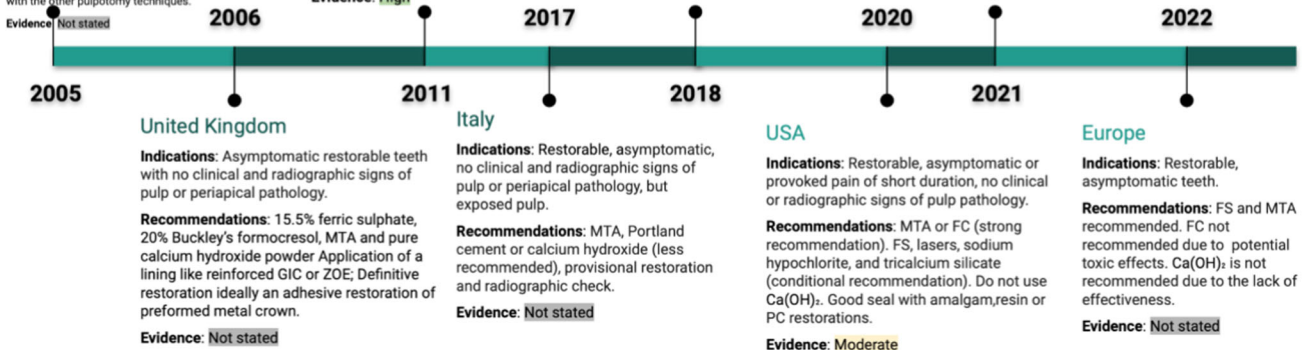 with the other pulpotomy techniques.
Evidence: Not stated
Evidence: High
2006
2017
2020
2022
2005
2011
2018
2021
United Kingdom
Indications: Asymptomatic restorable teeth
with no clinical and radiographic signs of
pulp or periapical pathology.
Recommendations: 15.5% ferric sulphate,
20% Buckley's formocresol, MTA and pure
calcium hydroxide powder Application of a
lining like reinforced GIC or ZOE; Definitive
restoration ideally an adhesive restoration of
preformed metal crown.
Evidence: Not stated
Italy
Indications: Restorable, asymptomatic,
no clinical and radiographic signs of
pulp or periapical pathology, but
exposed pulp.
Recommendations: MTA, Portland
cement or calcium hydroxide (less
recommended), provisional restoration
and radiographic check.
Evidence: Not stated
USA
Indications: Restorable, asymptomatic or
provoked pain of short duration, no clinical
or radiographic signs of pulp pathology.
Recommendations: MTA or FC (strong
recommendation). FS, lasers, sodium
hypochlorite, and tricalcium silicate
(conditional recommendation). Do not use
Ca(OH)₂. Good seal with amalgam,resin or
PC restorations.
Evidence: Moderate
Europe
Indications: Restorable,
asymptomatic teeth.
Recommendations: FS and MTA
recommended. FC not
recommended due to potential
toxic effects. Ca(OH)₂ is not
recommended due to the lack of
effectiveness.
Evidence: Not stated